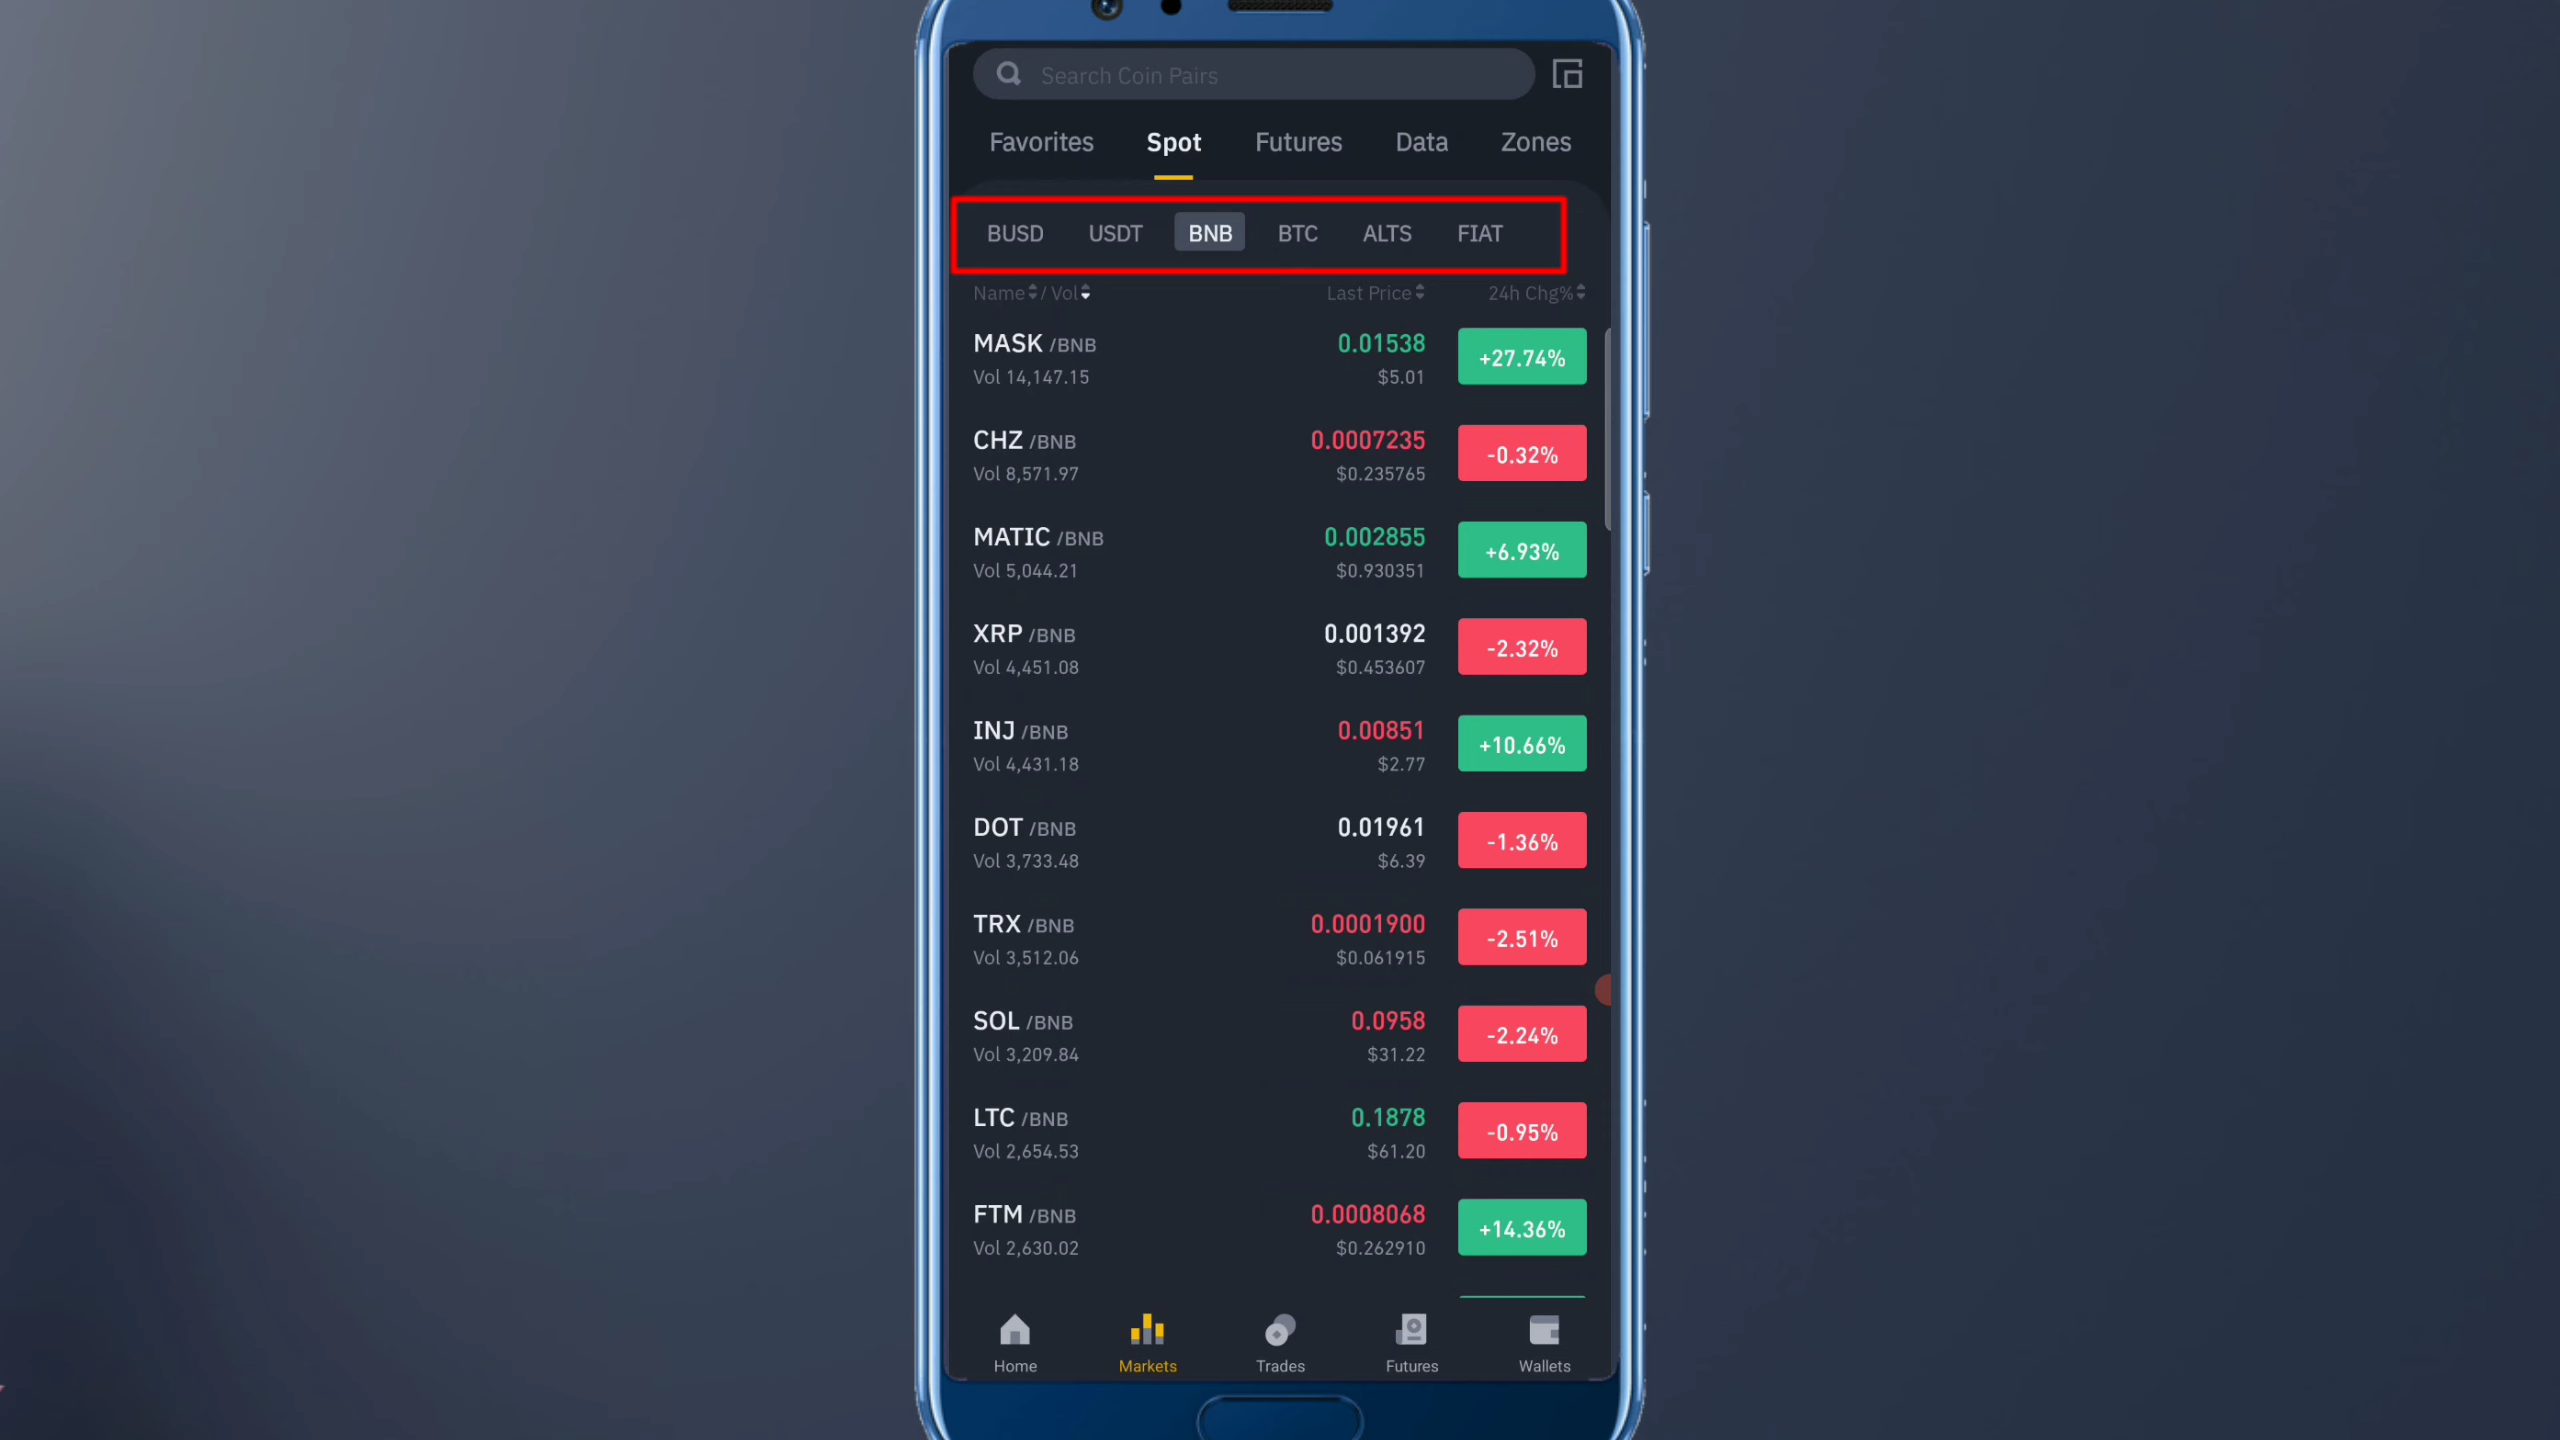 Search Coin Pairs
Favorites Spot Futures Data Zones
BUSD USDT BNB BTC ALTS FIAT
Name / Vol Last Price 24h Chg%
MASK /BNB 0.01538 +27.74%
Vol 14,147.15 $5.01
CHZ /BNB 0.0007235 -0.32%
Vol 8,571.97 $0.235765
MATIC /BNB 0.002855 +6.93%
Vol 5,044.21 $0.930351
XRP /BNB 0.001392 -2.32%
Vol 4,451.08 $0.453607
INJ /BNB 0.00851 +10.66%
Vol 4,431.18 $2.77
DOT /BNB 0.01961 -1.36%
Vol 3,733.48 $6.39
TRX /BNB 0.0001900 -2.51%
Vol 3,512.06 $0.061915
SOL /BNB 0.0958 -2.24%
Vol 3,209.84 $31.22
LTC /BNB 0.1878 -0.95%
Vol 2,654.53 $61.20
FTM /BNB 0.0008068 +14.36%
Vol 2,630.02 $0.262910
Home Markets Trades Futures Wallets